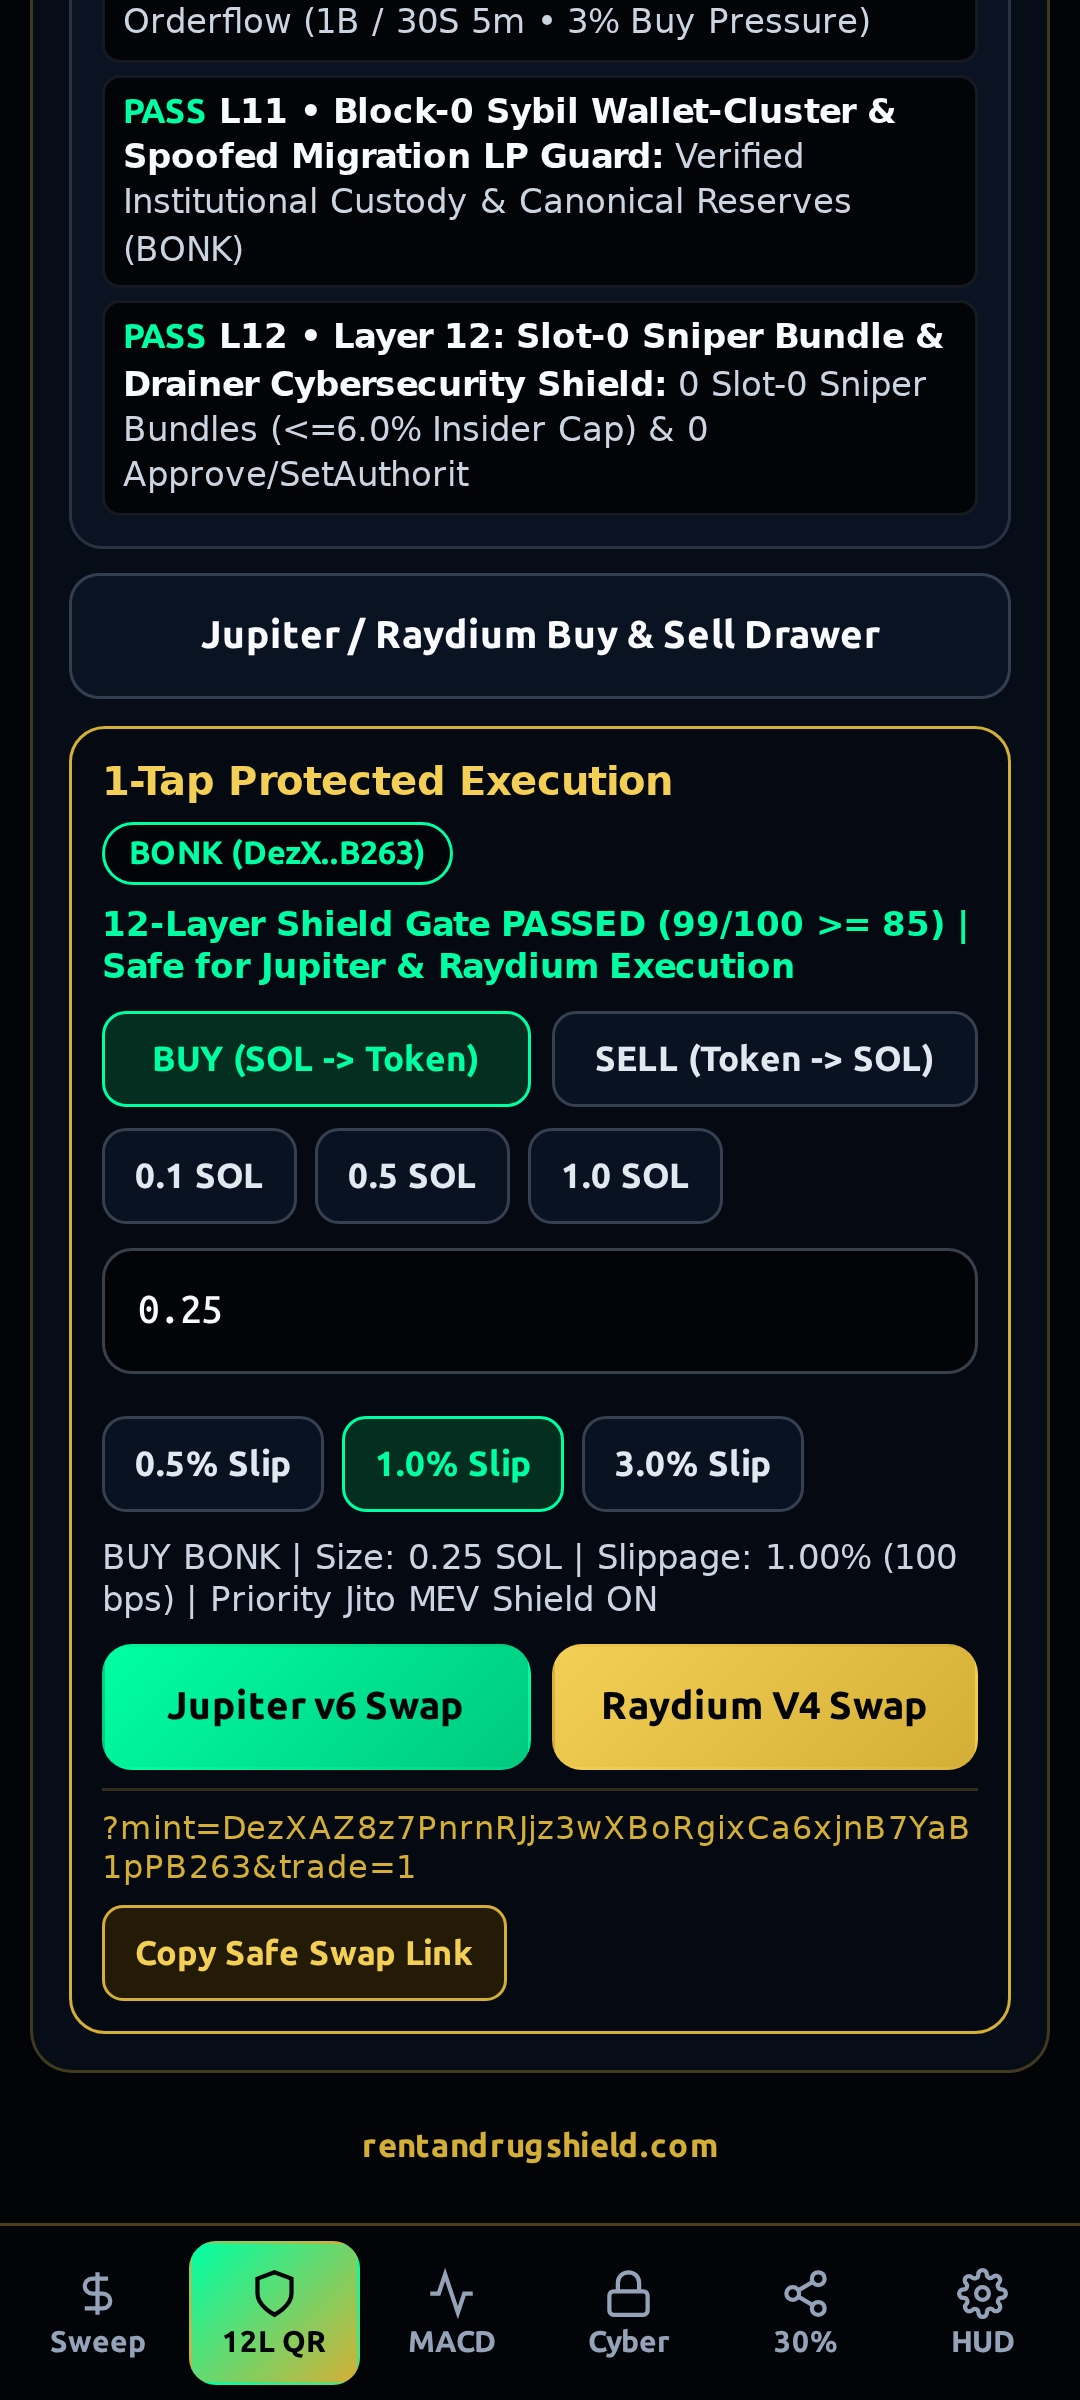 Orderflow (1B / 30S 5m • 3% Buy Pressure)
PASS L11 • Block-0 Sybil Wallet-Cluster &
Spoofed Migration LP Guard: Verified
Institutional Custody & Canonical Reserves
(BONK)
PASS L12 • Layer 12: Slot-0 Sniper Bundle &
Drainer Cybersecurity Shield: 0 Slot-0 Sniper
Bundles (<=6.0% Insider Cap) & 0
Approve/SetAuthorit
Jupiter / Raydium Buy & Sell Drawer
1-Tap Protected Execution
BONK (DezX..B263)
12-Layer Shield Gate PASSED (99/100 >= 85) |
Safe for Jupiter & Raydium Execution
BUY (SOL -> Token) SELL (Token -> SOL)
0.1 SOL 0.5 SOL 1.0 SOL
0.25
0.5% Slip 1.0% Slip 3.0% Slip
BUY BONK | Size: 0.25 SOL | Slippage: 1.00% (100
bps) | Priority Jito MEV Shield ON
Jupiter v6 Swap Raydium V4 Swap
?mint=DezXAZ8z7PnrnRJjz3wXBoRgixCa6xjnB7YaB
1pPB263&trade=1
Copy Safe Swap Link
rentandrugshield.com
Sweep 12L QR MACD Cyber 30% HUD